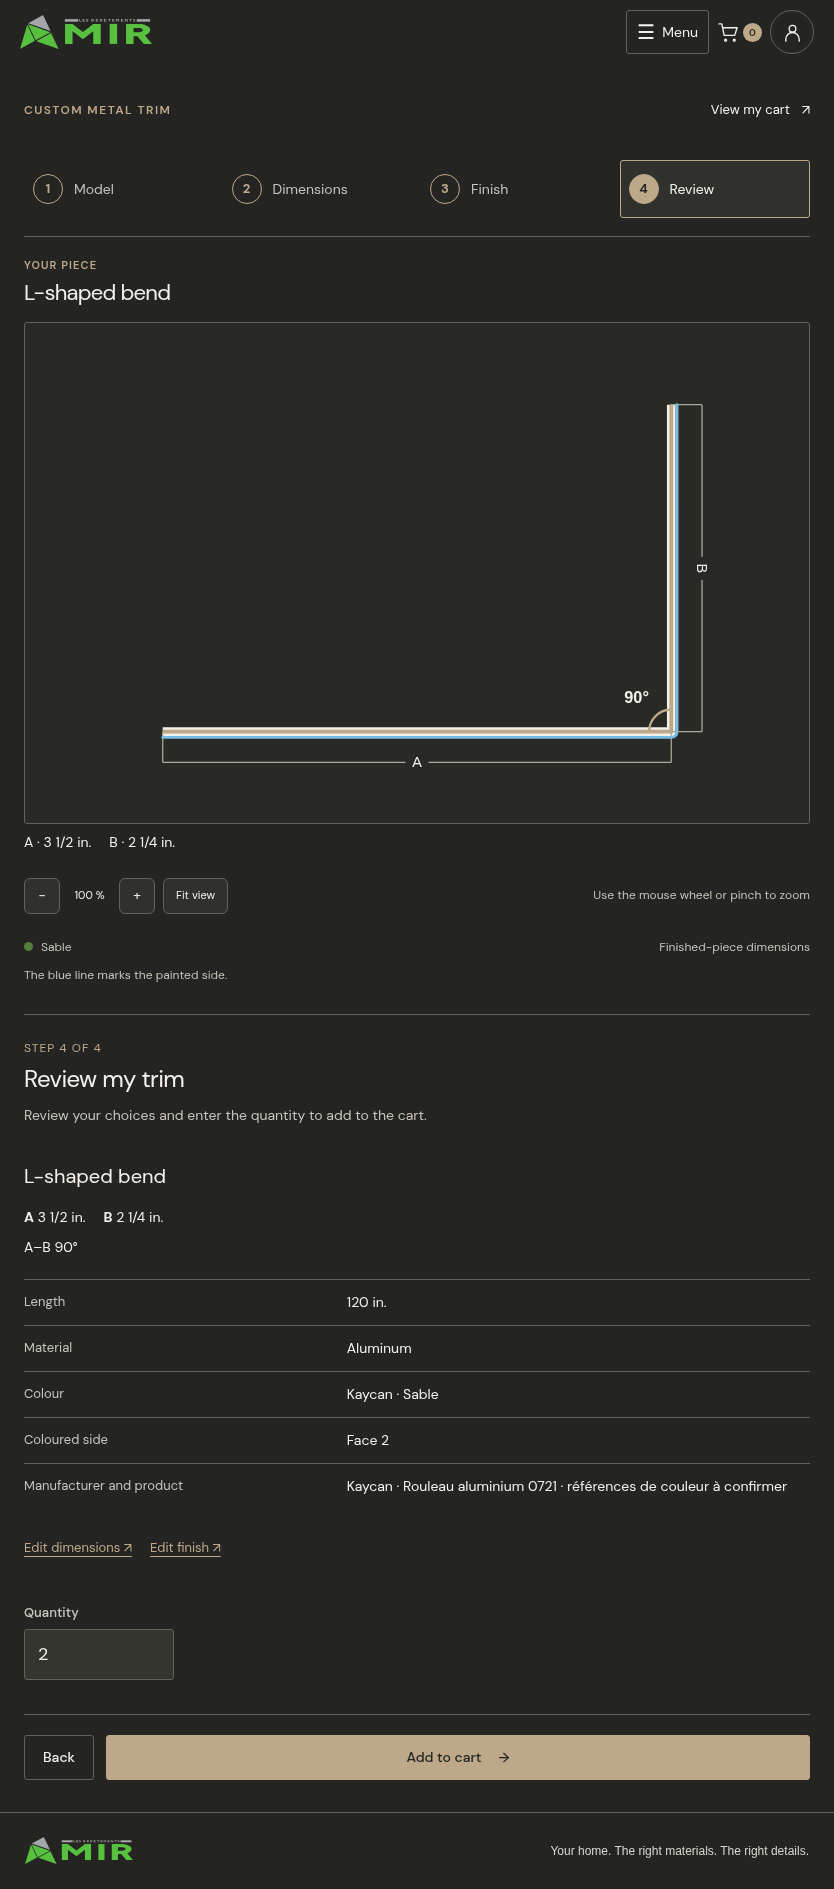 LES REVÊTEMENTS
AMIR
Menu
0
CUSTOM METAL TRIM
View my cart
1 Model
2 Dimensions
3 Finish
4 Review
YOUR PIECE
L-shaped bend
B
90°
A
A · 3 1/2 in. B · 2 1/4 in.
−
100 %
+
Fit view
Use the mouse wheel or pinch to zoom
Sable
Finished-piece dimensions
The blue line marks the painted side.
STEP 4 OF 4
Review my trim
Review your choices and enter the quantity to add to the cart.
L-shaped bend
A 3 1/2 in. B 2 1/4 in.
A–B 90°
Length 120 in.
Material Aluminum
Colour Kaycan · Sable
Coloured side Face 2
Manufacturer and product Kaycan · Rouleau aluminium 0721 · références de couleur à confirmer
Edit dimensions
Edit finish
Quantity
2
Back
Add to cart
LES REVÊTEMENTS
AMIR
Your home. The right materials. The right details.